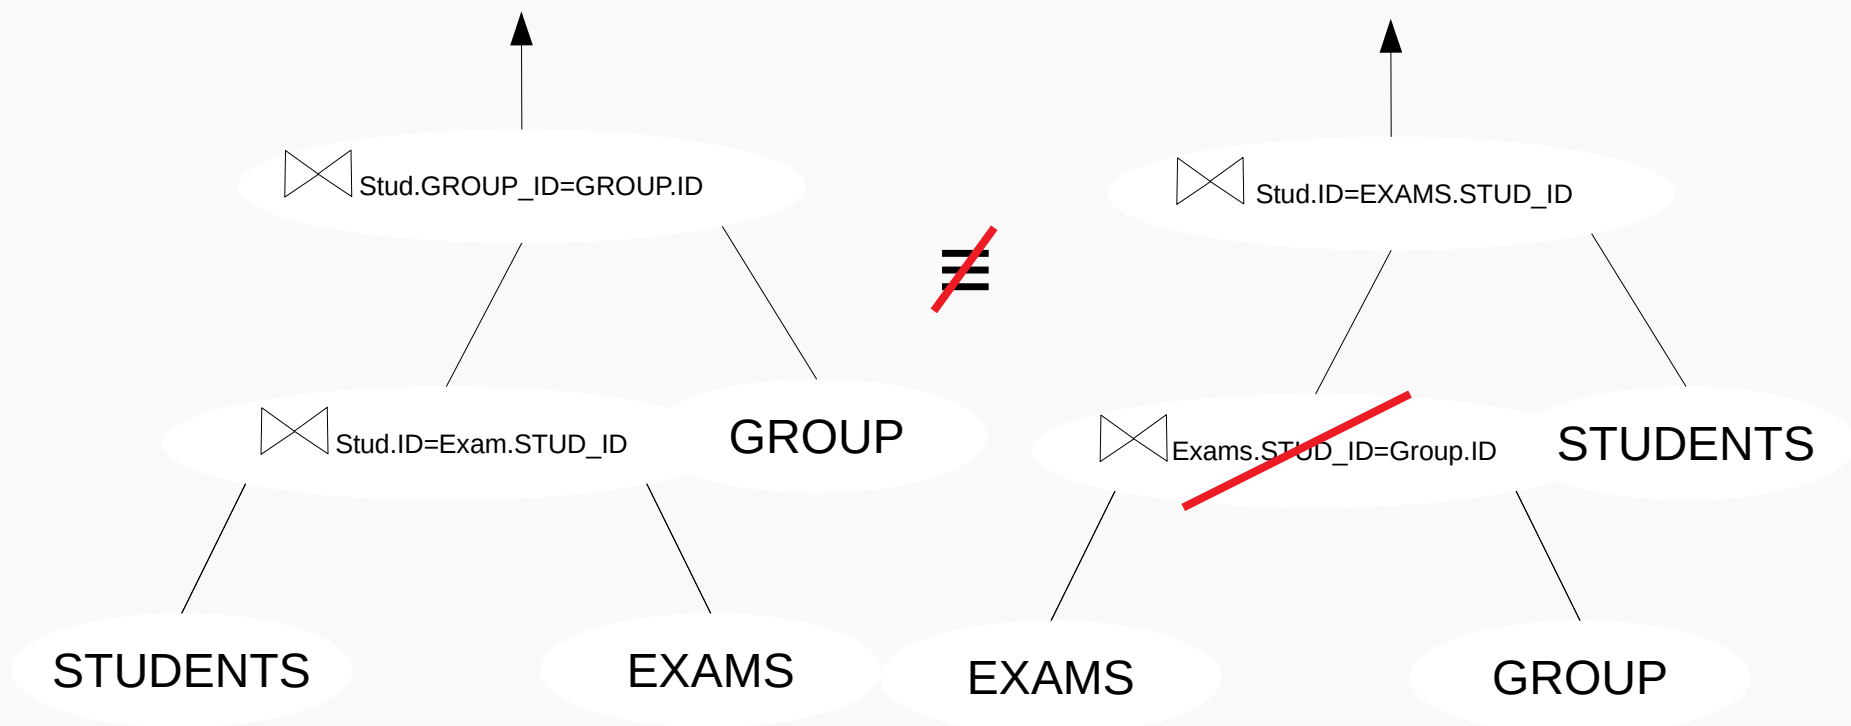 Stud.GROUP_ID=GROUP.ID
Stud.ID=Exam.STUD_ID
GROUP
STUDENTS
EXAMS
≡
Stud.ID=EXAMS.STUD_ID
Exams.STUD_ID=Group.ID
STUDENTS
EXAMS
GROUP